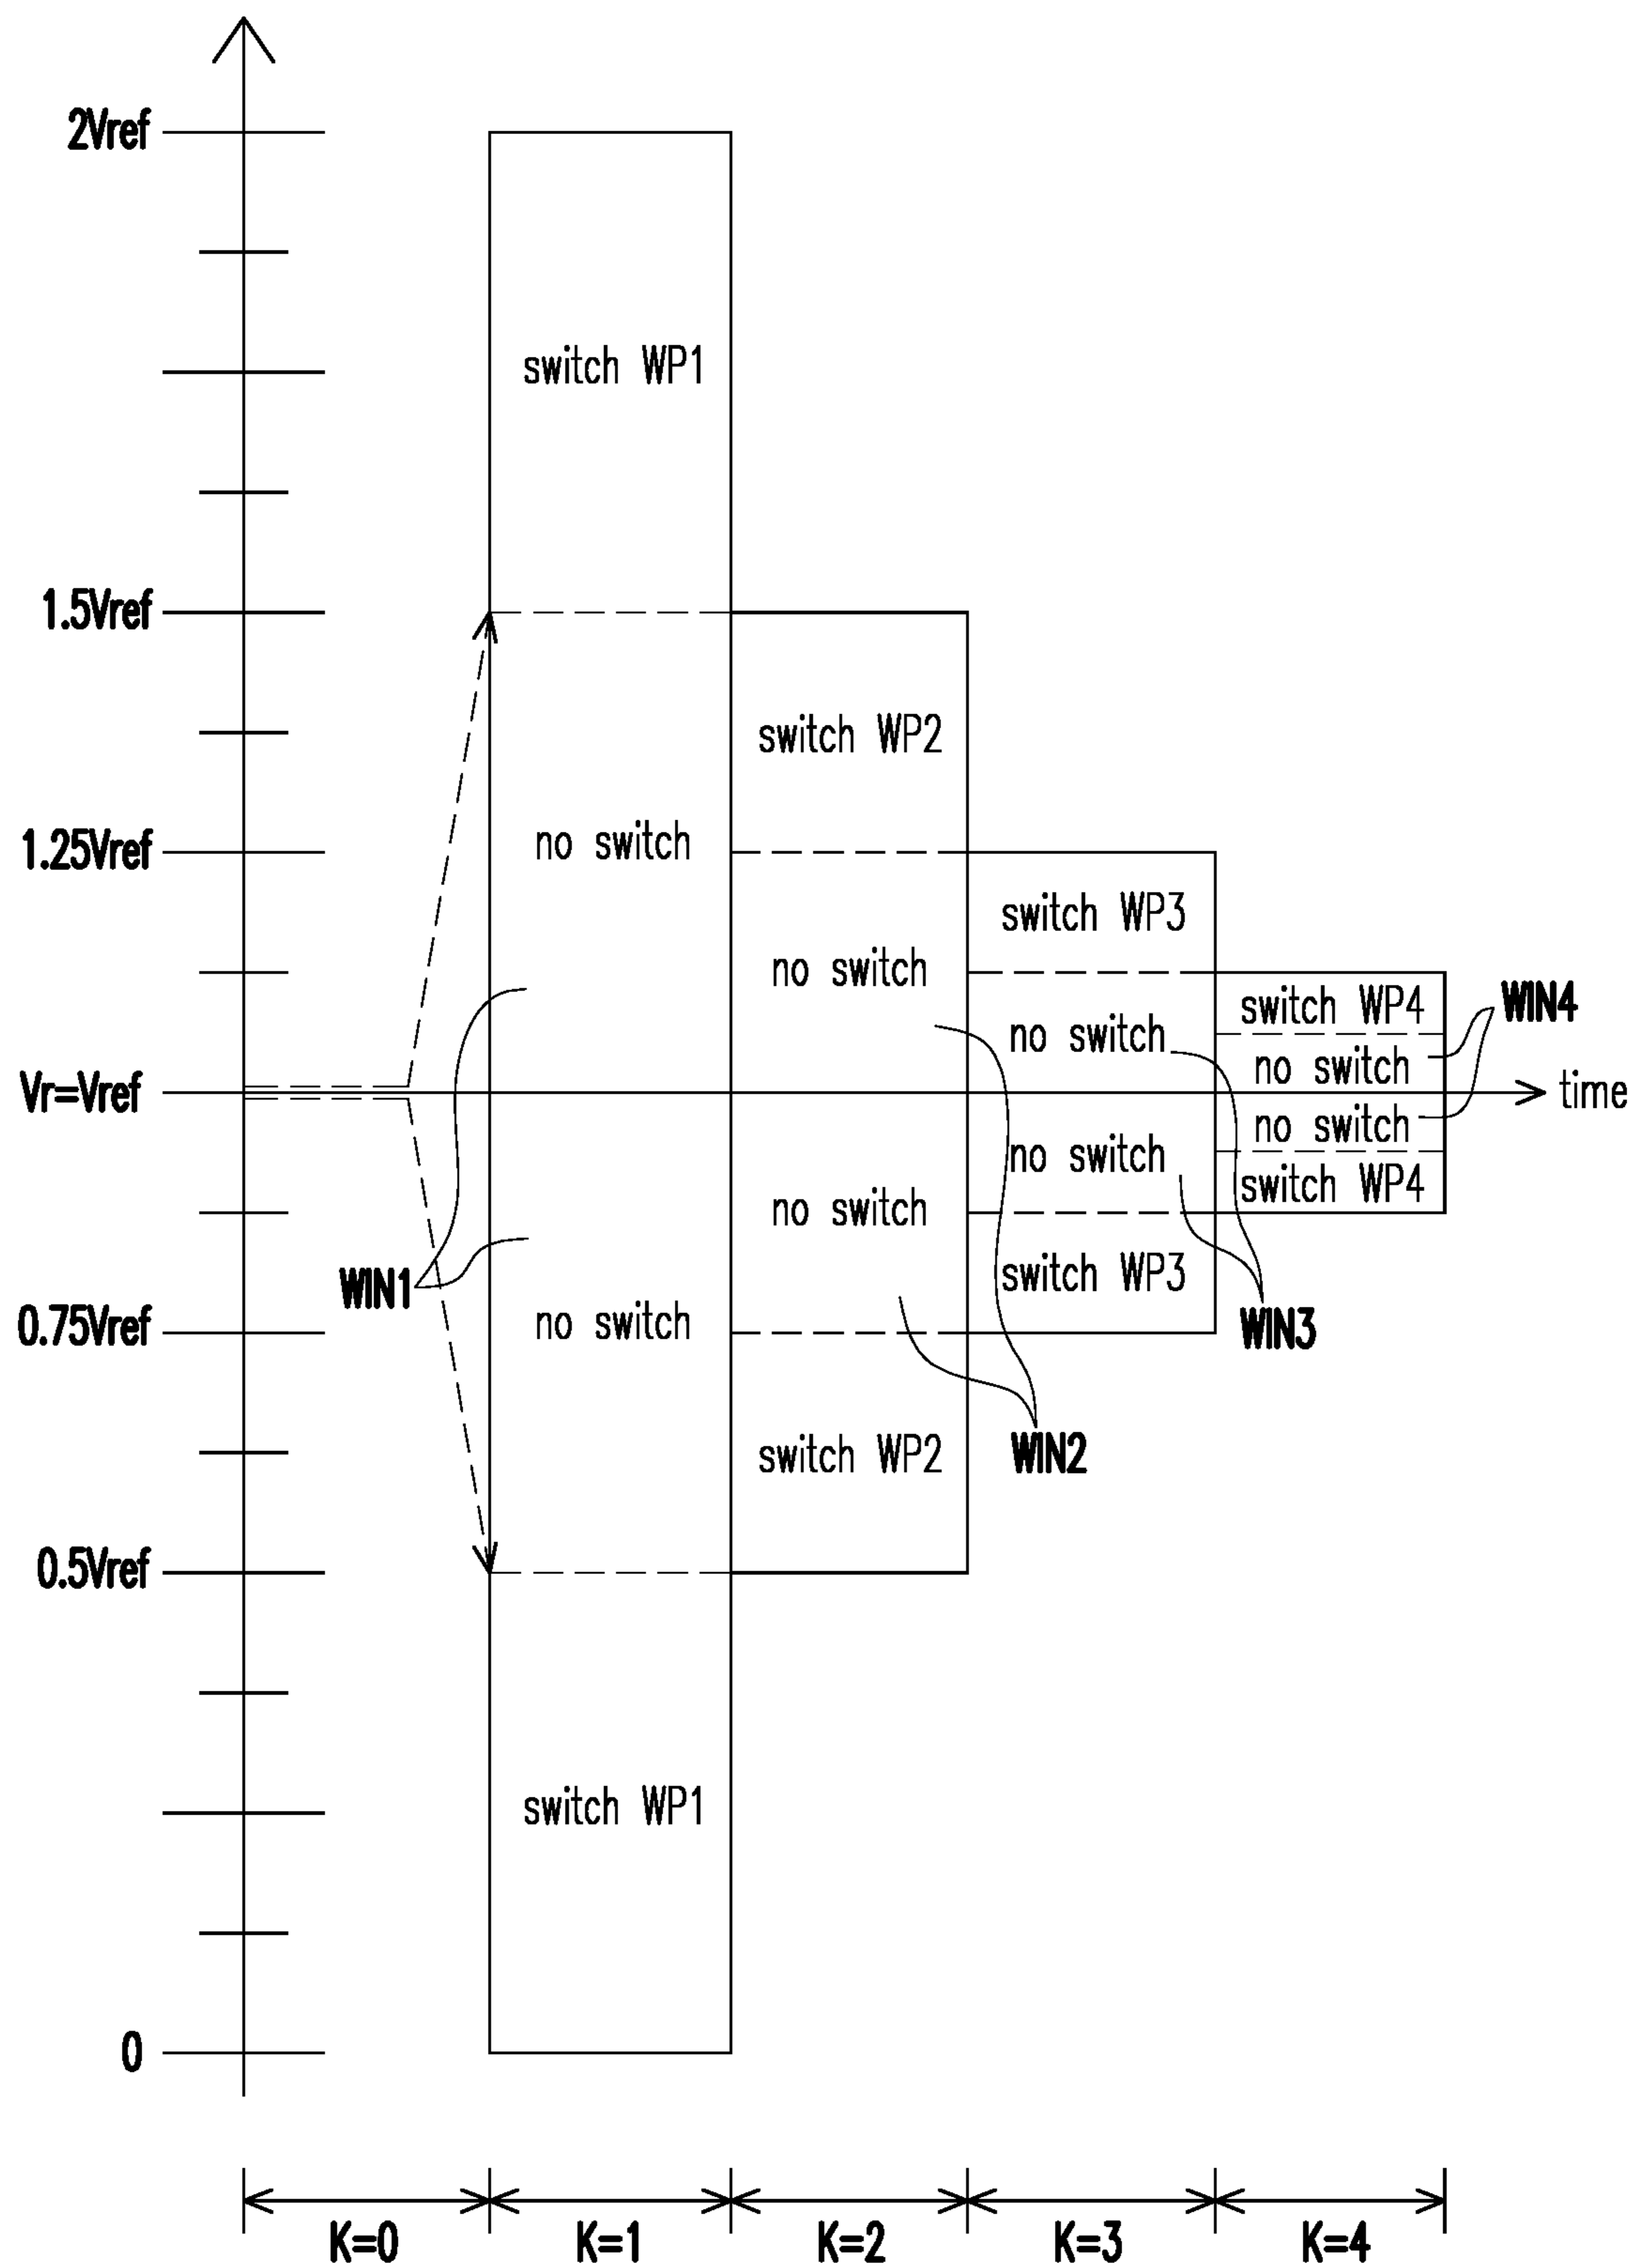 2Vref
switch WP1
1.5Vref
switch WP2
1.25Vref
no switch
switch WP3
no switch
no switch
switch WP4
WIN4
no switch
Vr=Vref
time
no switch
no switch
switch WP4
no switch
switch WP3
WIN1
no switch
0.75Vref
WIN3
switch WP2
WIN2
0.5Vref
switch WP1
0
K=0 K=1 K=2 K=3 K=4